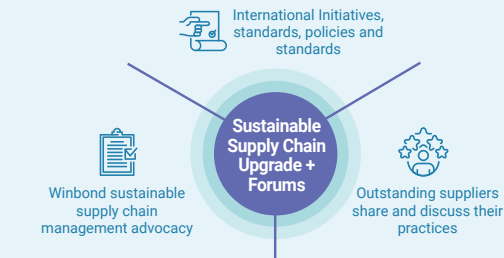 International Initiatives,
standards, policies and
standards
Sustainable
Supply Chain
Upgrade +
Forums
Winbond sustainable
supply chain
management advocacy
Outstanding suppliers
share and discuss their
practices